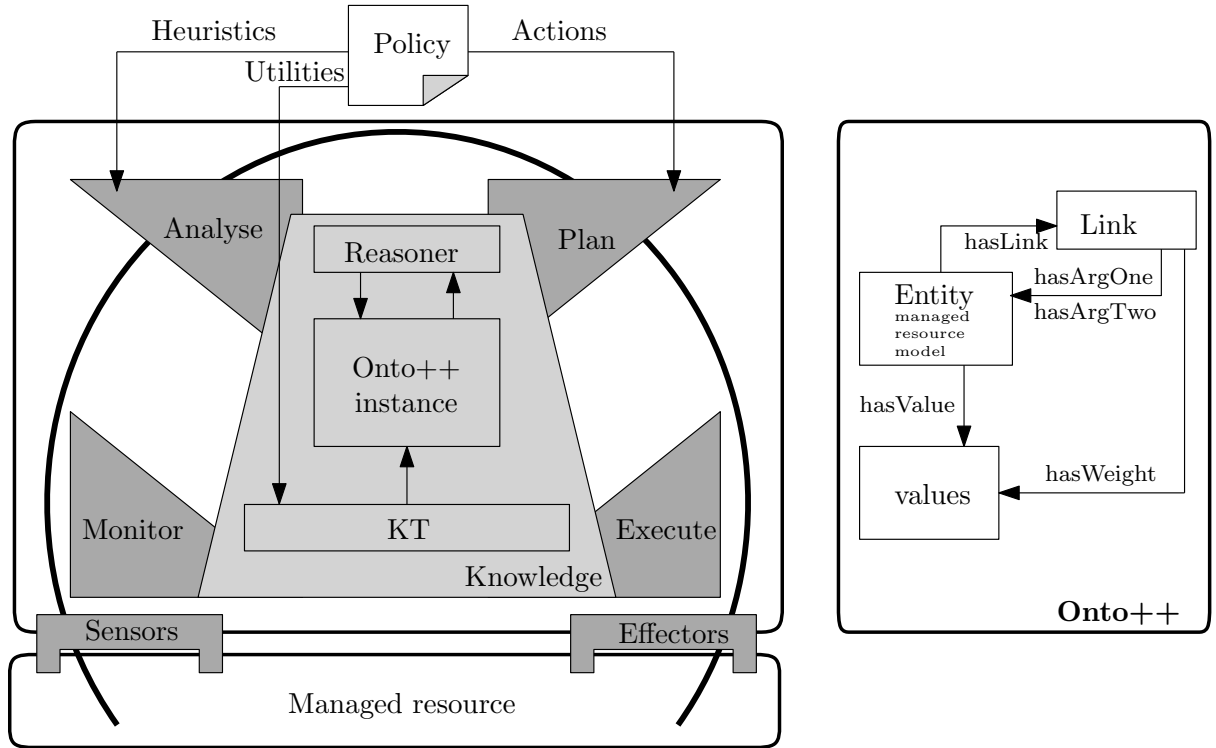 Heuristics
Policy
Actions
Utilities
Analyse
Plan
Reasoner
Onto++
instance
Monitor
KT
Execute
Knowledge
Sensors
Effectors
Managed resource
Link
hasLink
hasArgOne
Entity
hasArgTwo
managed
resource
model
hasValue
hasWeight
values
Onto++